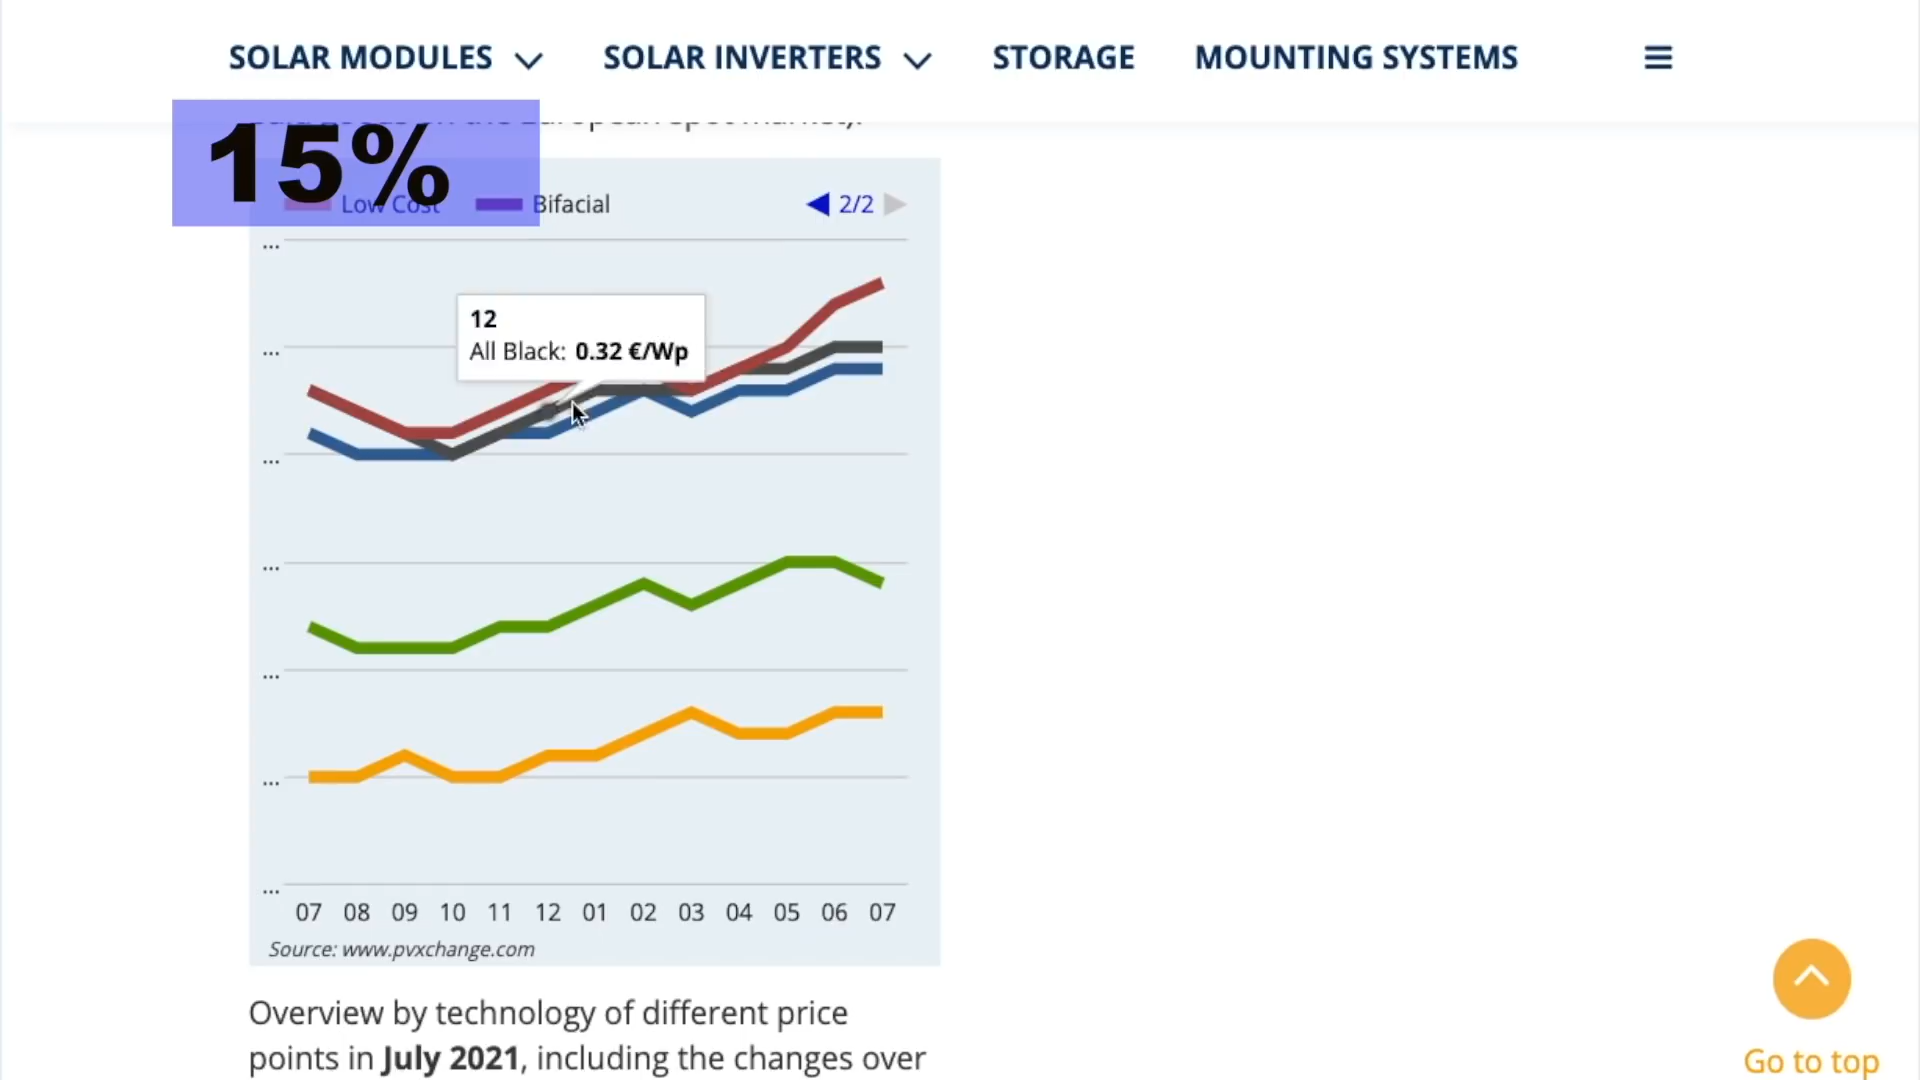 SOLAR MODULES SOLAR INVERTERS STORAGE MOUNTING SYSTEMS
15%
Low Cost Bifacial 2/2
...
12
All Black: 0.32 €/Wp
...
...
...
...
...
...
07 08 09 10 11 12 01 02 03 04 05 06 07
Source: www.pvxchange.com
Overview by technology of different price
points in July 2021, including the changes over
Go to top